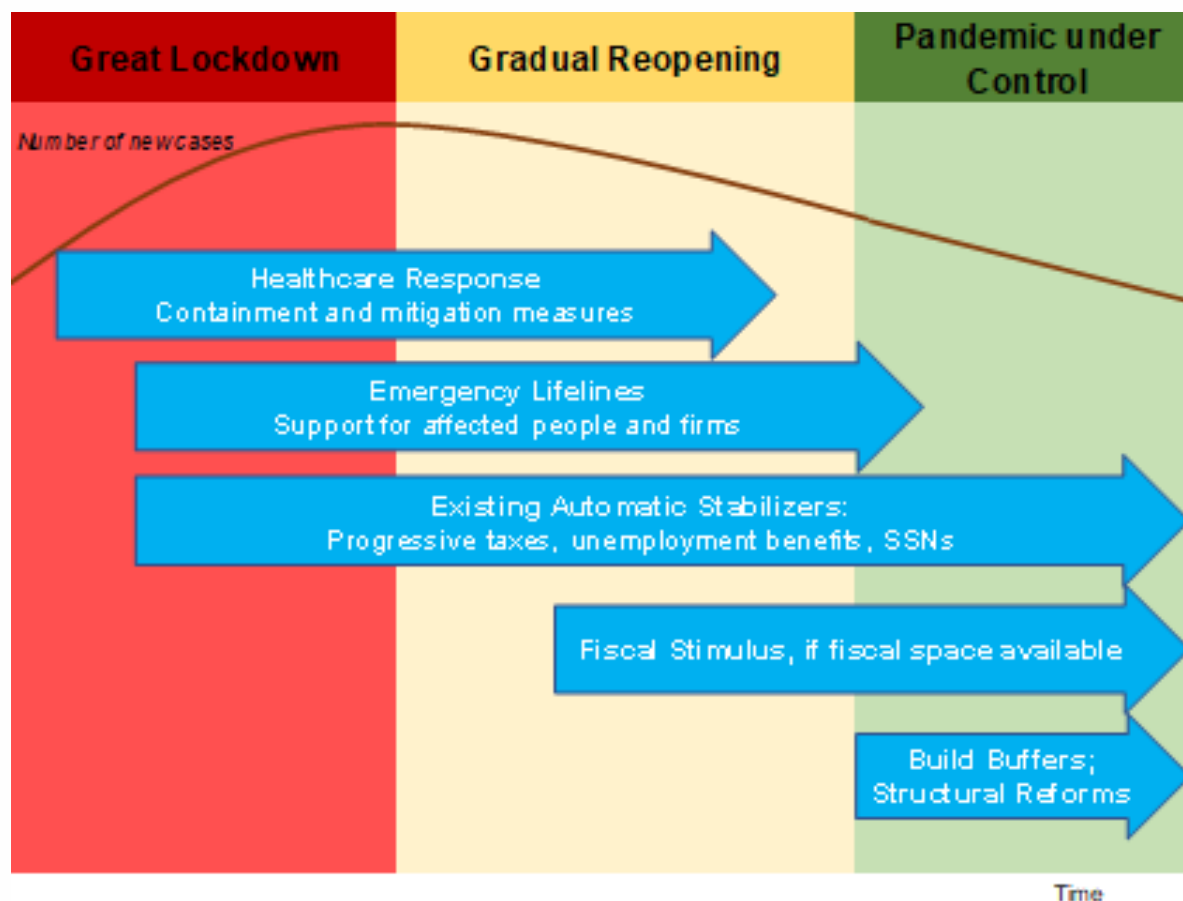 Great Lockdown
Gradual Reopening
Pandemic under
Control
Number of new cases
Healthcare Response
Containment and mitigation measures
Emergency Lifelines
Support for affected people and firms
Existing Automatic Stabilizers:
Progressive taxes, unemployment benefits, SSNs
Fiscal Stimulus, if fiscal space available
Build Buffers;
Structural Reforms
Time